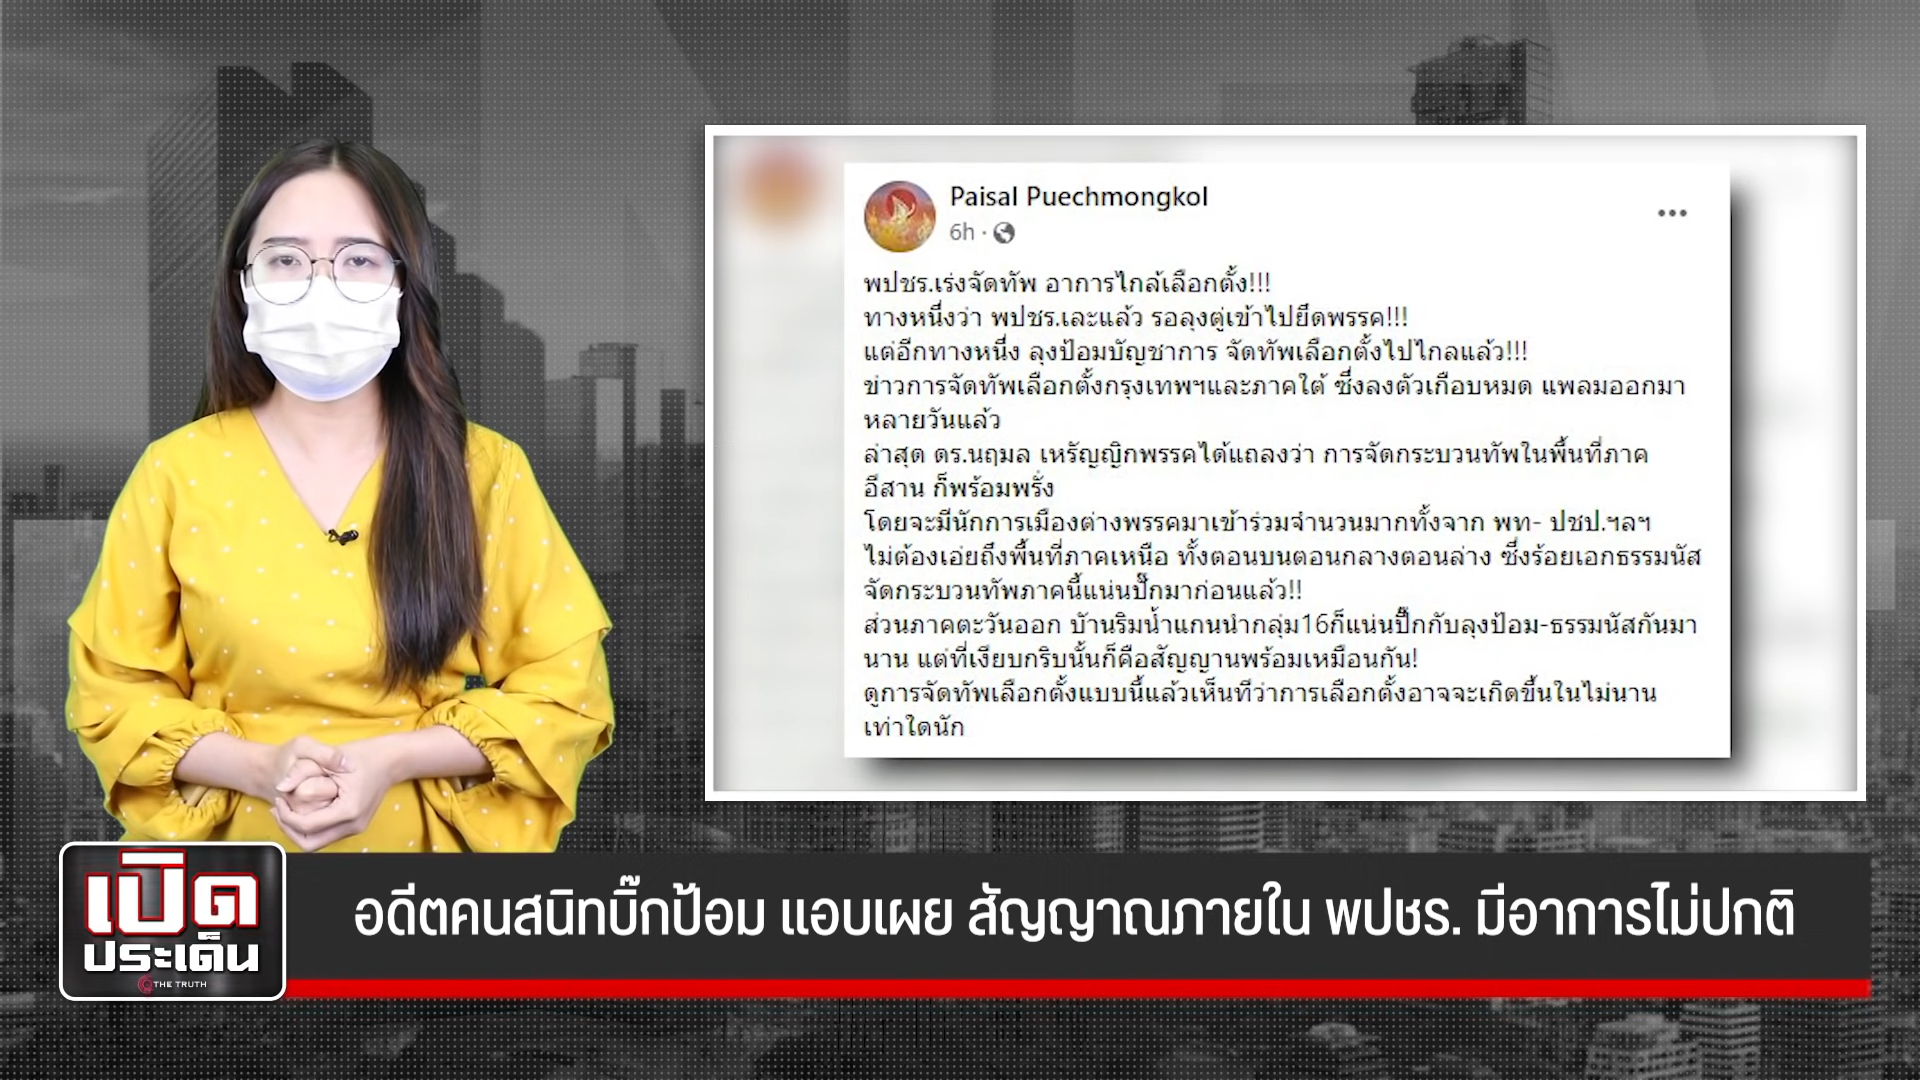 Paisal Puechmongkol
6h ·
พปชร.เร่งจัดทัพ อาการใกล้เลือกตั้ง!!!
ทางหนึ่งว่า พปชร.เละแล้ว รอลุงตู่เข้าไปยึดพรรค!!!
แต่อีกทางหนึ่ง ลุงป้อมบัญชาการ จัดทัพเลือกตั้งไปไกลแล้ว!!!
ข่าวการจัดทัพเลือกตั้งกรุงเทพฯและภาคใต้ ซึ่งลงตัวเกือบหมด แพลมออกมา
หลายวันแล้ว
ล่าสุด ดร.นฤมล เหรัญญิกพรรคได้แถลงว่า การจัดกระบวนทัพในพื้นที่ภาค
อีสาน ก็พร้อมพรั่ง
โดยจะมีนักการเมืองต่างพรรคมาเข้าร่วมจำนวนมากทั้งจาก พท- ปชป.ฯลฯ
ไม่ต้องเอ่ยถึงพื้นที่ภาคเหนือ ทั้งตอนบนตอนกลางตอนล่าง ซึ่งร้อยเอกธรรมนัส
จัดกระบวนทัพภาคนี้แน่นปั๊กมาก่อนแล้ว!!
ส่วนภาคตะวันออก บ้านริมน้ำแกนนำกลุ่ม16ก็แน่นปึ๊กกับลุงป้อม-ธรรมนัสกันมา
นาน แต่ที่เงียบกริบนั้นก็คือสัญญานพร้อมเหมือนกัน!
ดูการจัดทัพเลือกตั้งแบบนี้แล้วเห็นทีว่าการเลือกตั้งอาจจะเกิดขึ้นในไม่นาน
เท่าใดนัก
เปิด
ประเด็น
THE TRUTH
อดีตคนสนิทบิ๊กป้อม แอบเผย สัญญาณภายใน พปชร. มีอาการไม่ปกติ